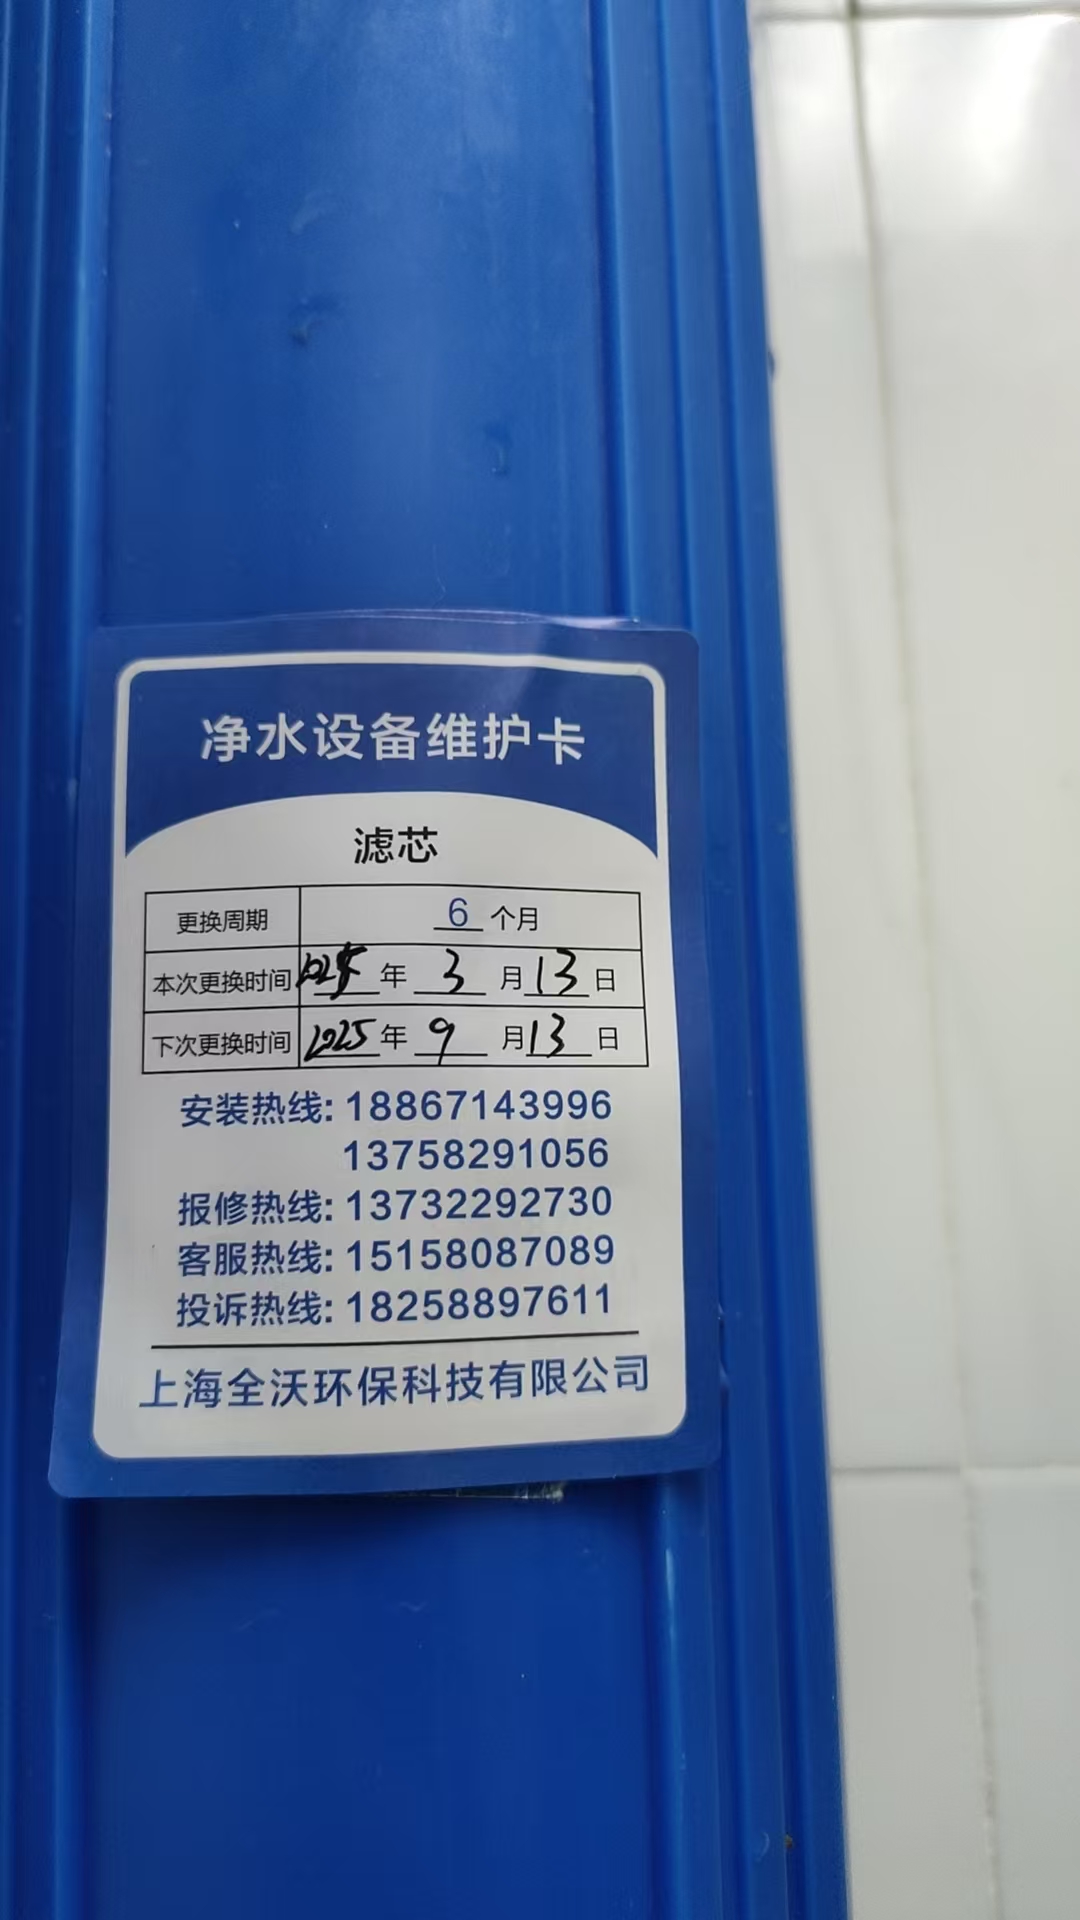 净水设备维护卡
滤芯
更换周期 6 个月
本次更换时间 2025 年 3 月 13 日
下次更换时间 2025 年 9 月 13 日
安装热线: 18867143996
13758291056
报修热线: 13732292730
客服热线: 15158087089
投诉热线: 18258897611
上海全沃环保科技有限公司